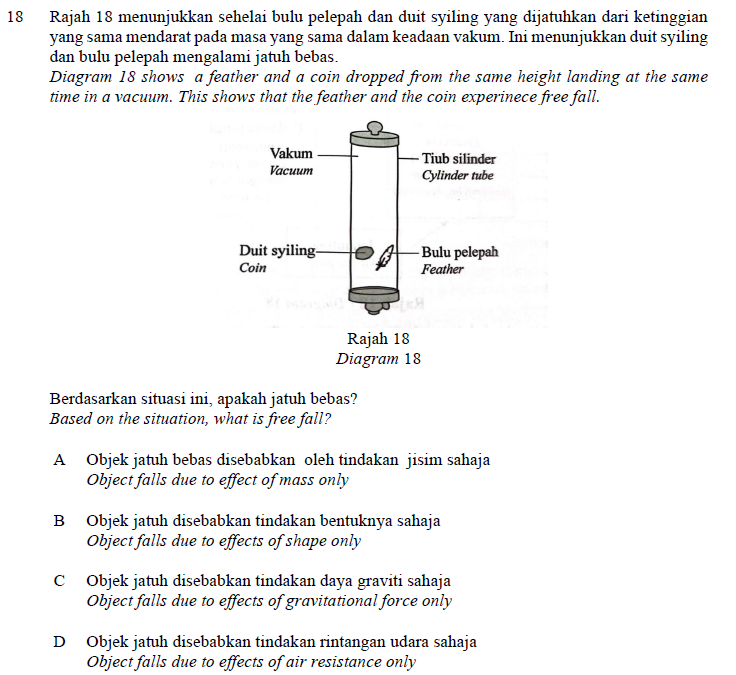 18 Rajah 18 menunjukkan sehelai bulu pelepah dan duit syiling yang dijatuhkan dari ketinggian
yang sama mendarat pada masa yang sama dalam keadaan vakum. Ini menunjukkan duit syiling
dan bulu pelepah mengalami jatuh bebas.
Diagram 18 shows a feather and a coin dropped from the same height landing at the same
time in a vacuum. This shows that the feather and the coin experinece free fall.
Vakum
Vacuum
Tiub silinder
Cylinder tube
Duit syiling
Coin
Bulu pelepah
Feather
Rajah 18
Diagram 18
Berdasarkan situasi ini, apakah jatuh bebas?
Based on the situation, what is free fall?
A Objek jatuh bebas disebabkan oleh tindakan jisim sahaja
Object falls due to effect of mass only
B Objek jatuh disebabkan tindakan bentuknya sahaja
Object falls due to effects of shape only
C Objek jatuh disebabkan tindakan daya graviti sahaja
Object falls due to effects of gravitational force only
D Objek jatuh disebabkan tindakan rintangan udara sahaja
Object falls due to effects of air resistance only